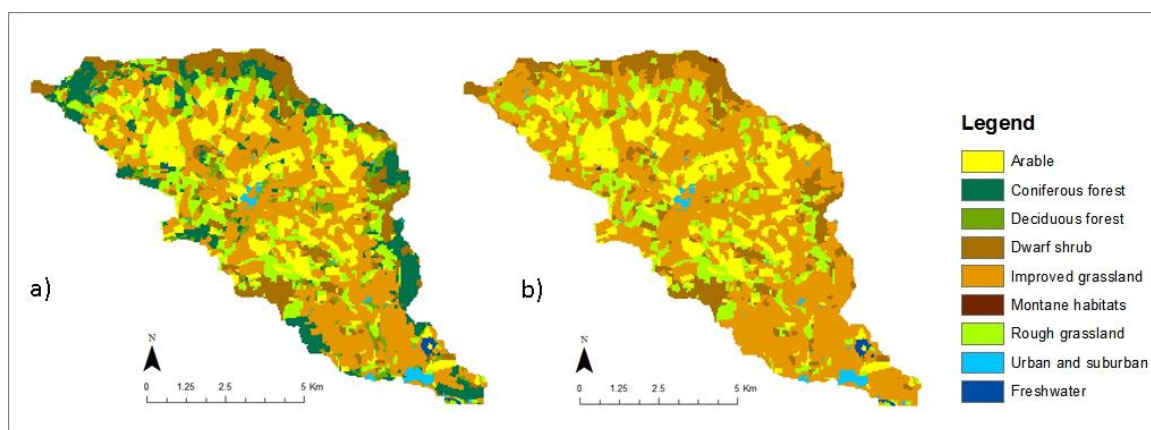 a)
N
0 1.25 2.5 5 Km
b)
N
0 1.25 2.5 5 Km
Legend
Arable
Coniferous forest
Deciduous forest
Dwarf shrub
Improved grassland
Montane habitats
Rough grassland
Urban and suburban
Freshwater